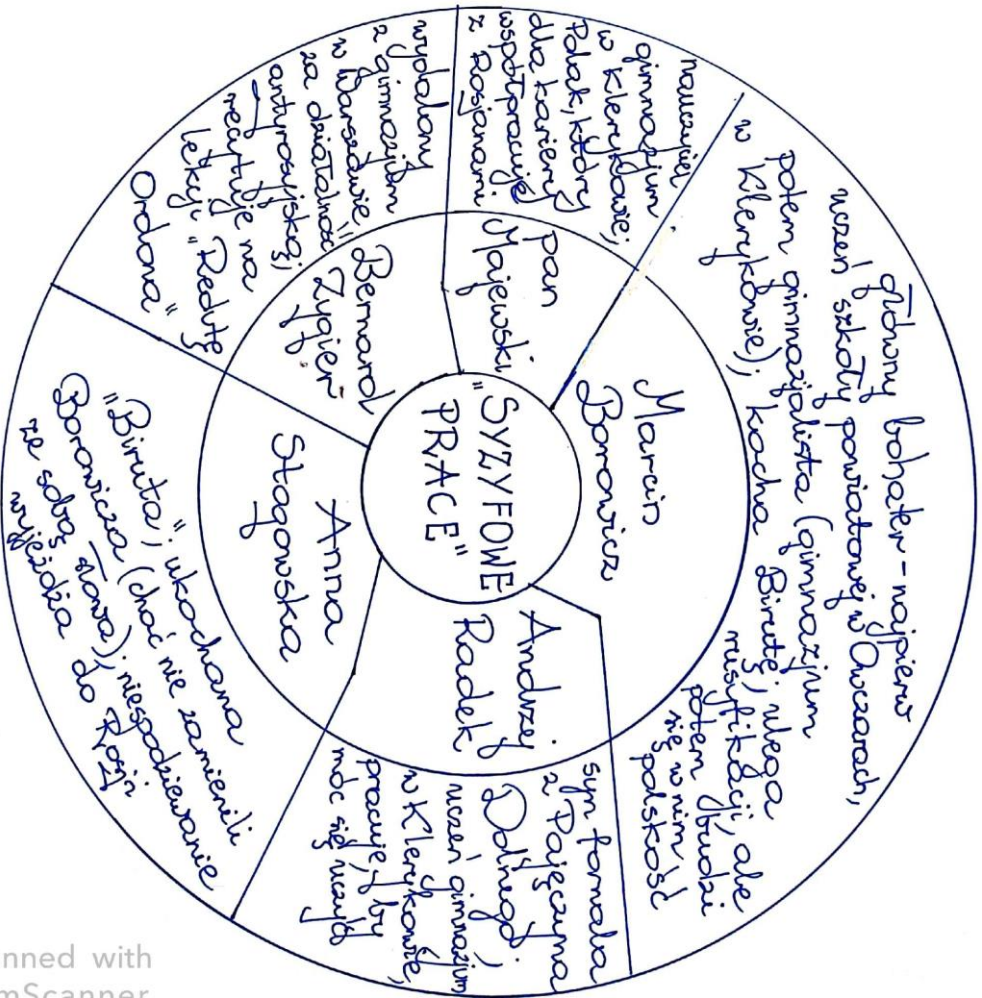 "SYZYFOWE
PRACE"
Marcin
Borowicz
główny bohater - najpierw
uczeń szkoły powiatowej w Owczarach,
potem gimnazjalista (gimnazjum
w Klerykowie); kocha Birutę; ulega
rusyfikacji, ale
potem budzi
się w nim
polskość
Andrzej
Radek
syn fornala
z Pajęczyna
Dolnego;
uczeń gimnazjum
w Klerykowie;
pracuje, by
móc się uczyć
Anna
Stogowska
"Biruta"; ukochana
Borowicza (choć nie zamienili
ze sobą słowa); niespodziewanie
wyjeżdża do Rosji
Bernard
Zygier
wydalony
z gimnazjum
w Warszawie
za działalność
antyrosyjską;
recytuje na
lekcji "Redutę
Ordona"
pan
Majewski
nauczyciel
gimnazjum
w Klerykowie;
Polak, który
dla kariery
współpracuje
z Rosjanami
nned with
mScanner